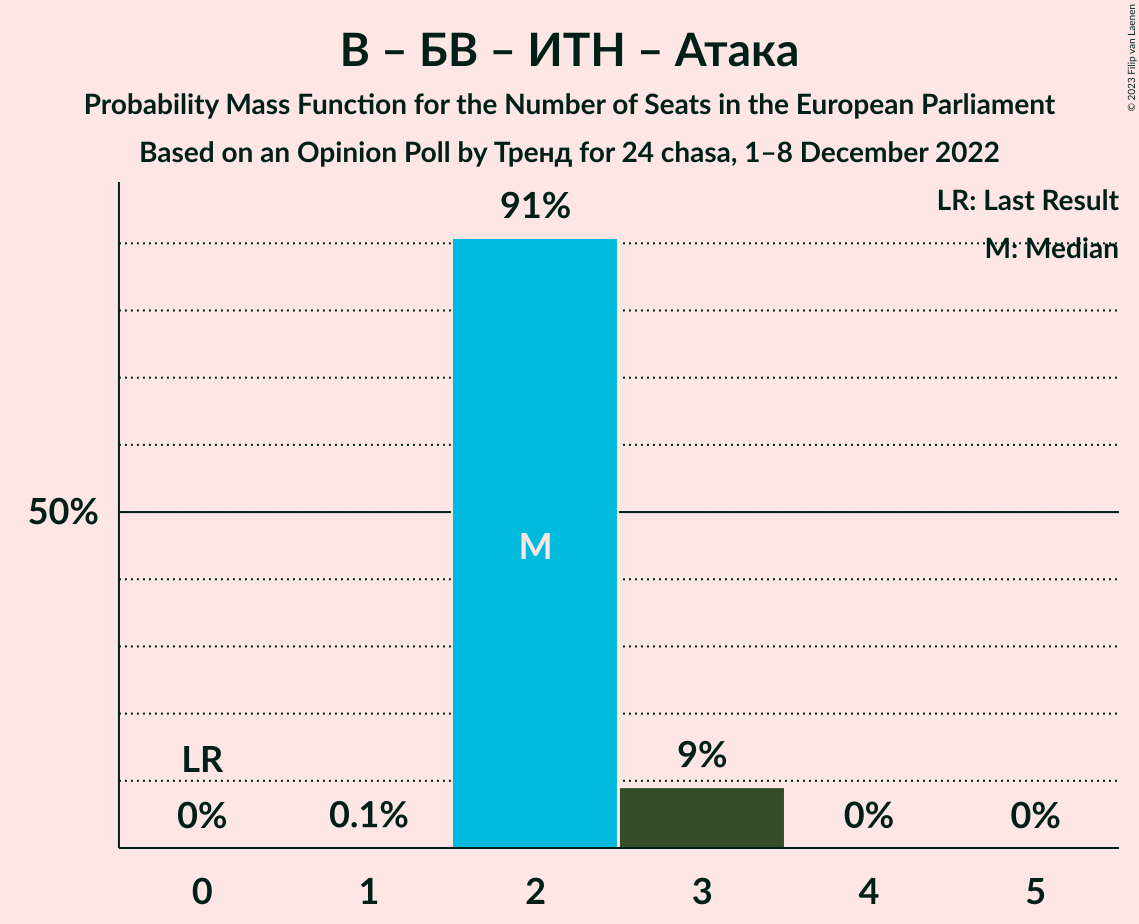 В – БВ – ИТН – Атака
Probability Mass Function for the Number of Seats in the European Parliament
Based on an Opinion Poll by Тренд for 24 chasa, 1–8 December 2022
© 2023 Filip van Laenen
LR: Last Result
M: Median
91%
50%
M
LR
9%
0%
0.1%
0%
0%
0
1
2
3
4
5